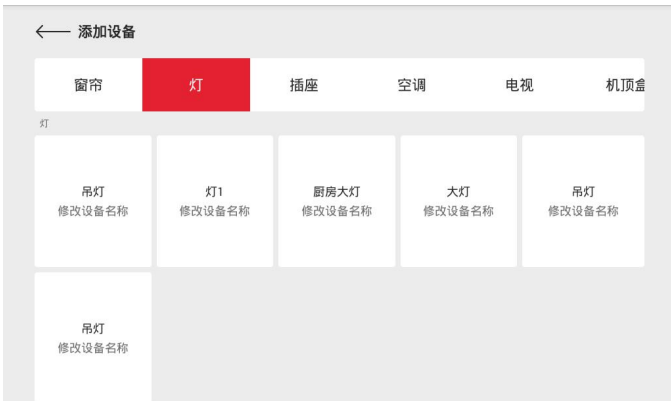 添加设备
窗帘 灯 插座 空调 电视 机顶盒
灯
吊灯 灯1 厨房大灯 大灯 吊灯
修改设备名称 修改设备名称 修改设备名称 修改设备名称 修改设备名称
吊灯
修改设备名称